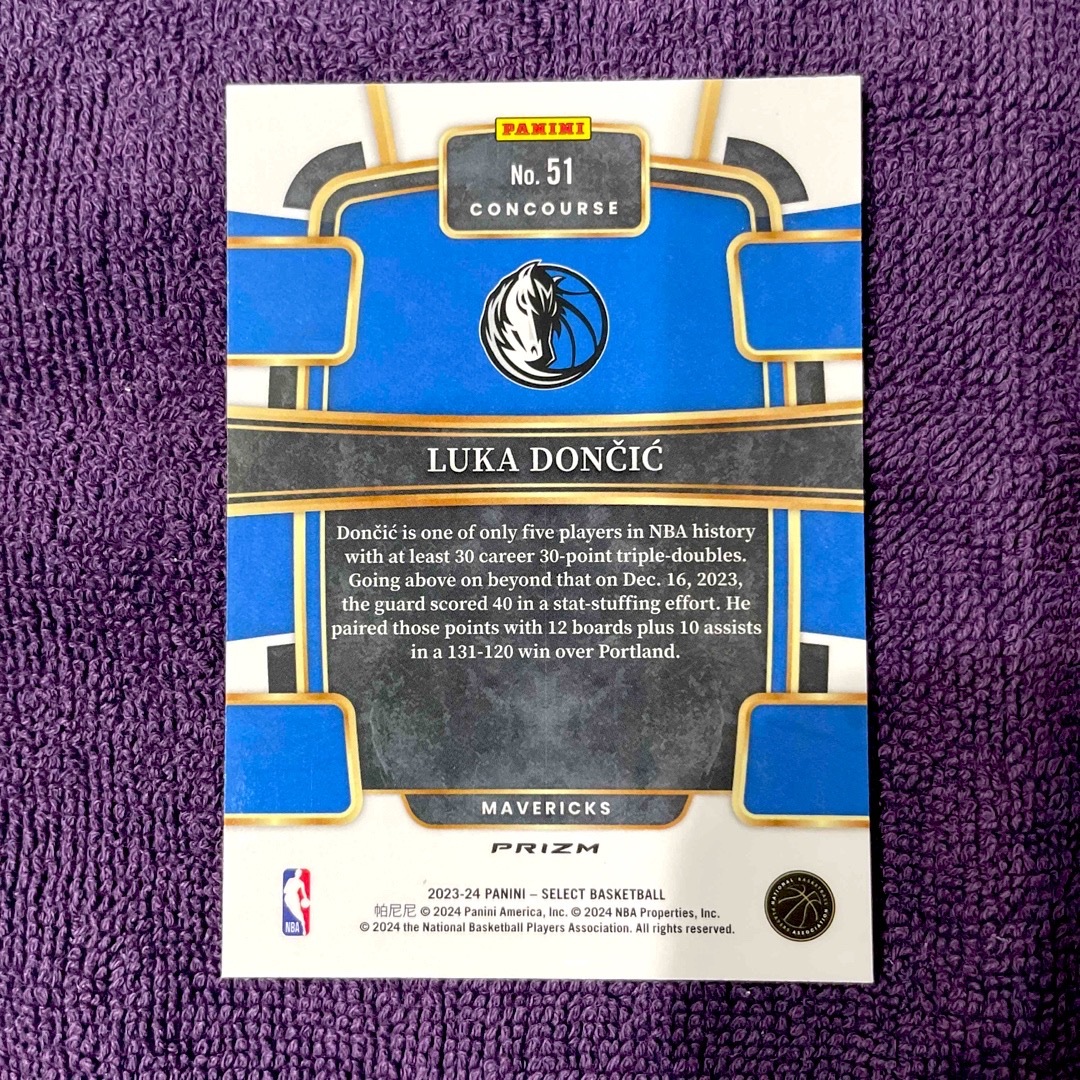 PANINI
No. 51
CONCOURSE
LUKA DONČIĆ
Dončić is one of only five players in NBA history
with at least 30 career 30-point triple-doubles.
Going above on beyond that on Dec. 16, 2023,
the guard scored 40 in a stat-stuffing effort. He
paired those points with 12 boards plus 10 assists
in a 131-120 win over Portland.
MAVERICKS
PRIZM
NBA
2023-24 PANINI – SELECT BASKETBALL
帕尼尼 © 2024 Panini America, Inc. © 2024 NBA Properties, Inc.
© 2024 the National Basketball Players Association. All rights reserved.
NATIONAL BASKETBALL PLAYERS ASSOCIATION